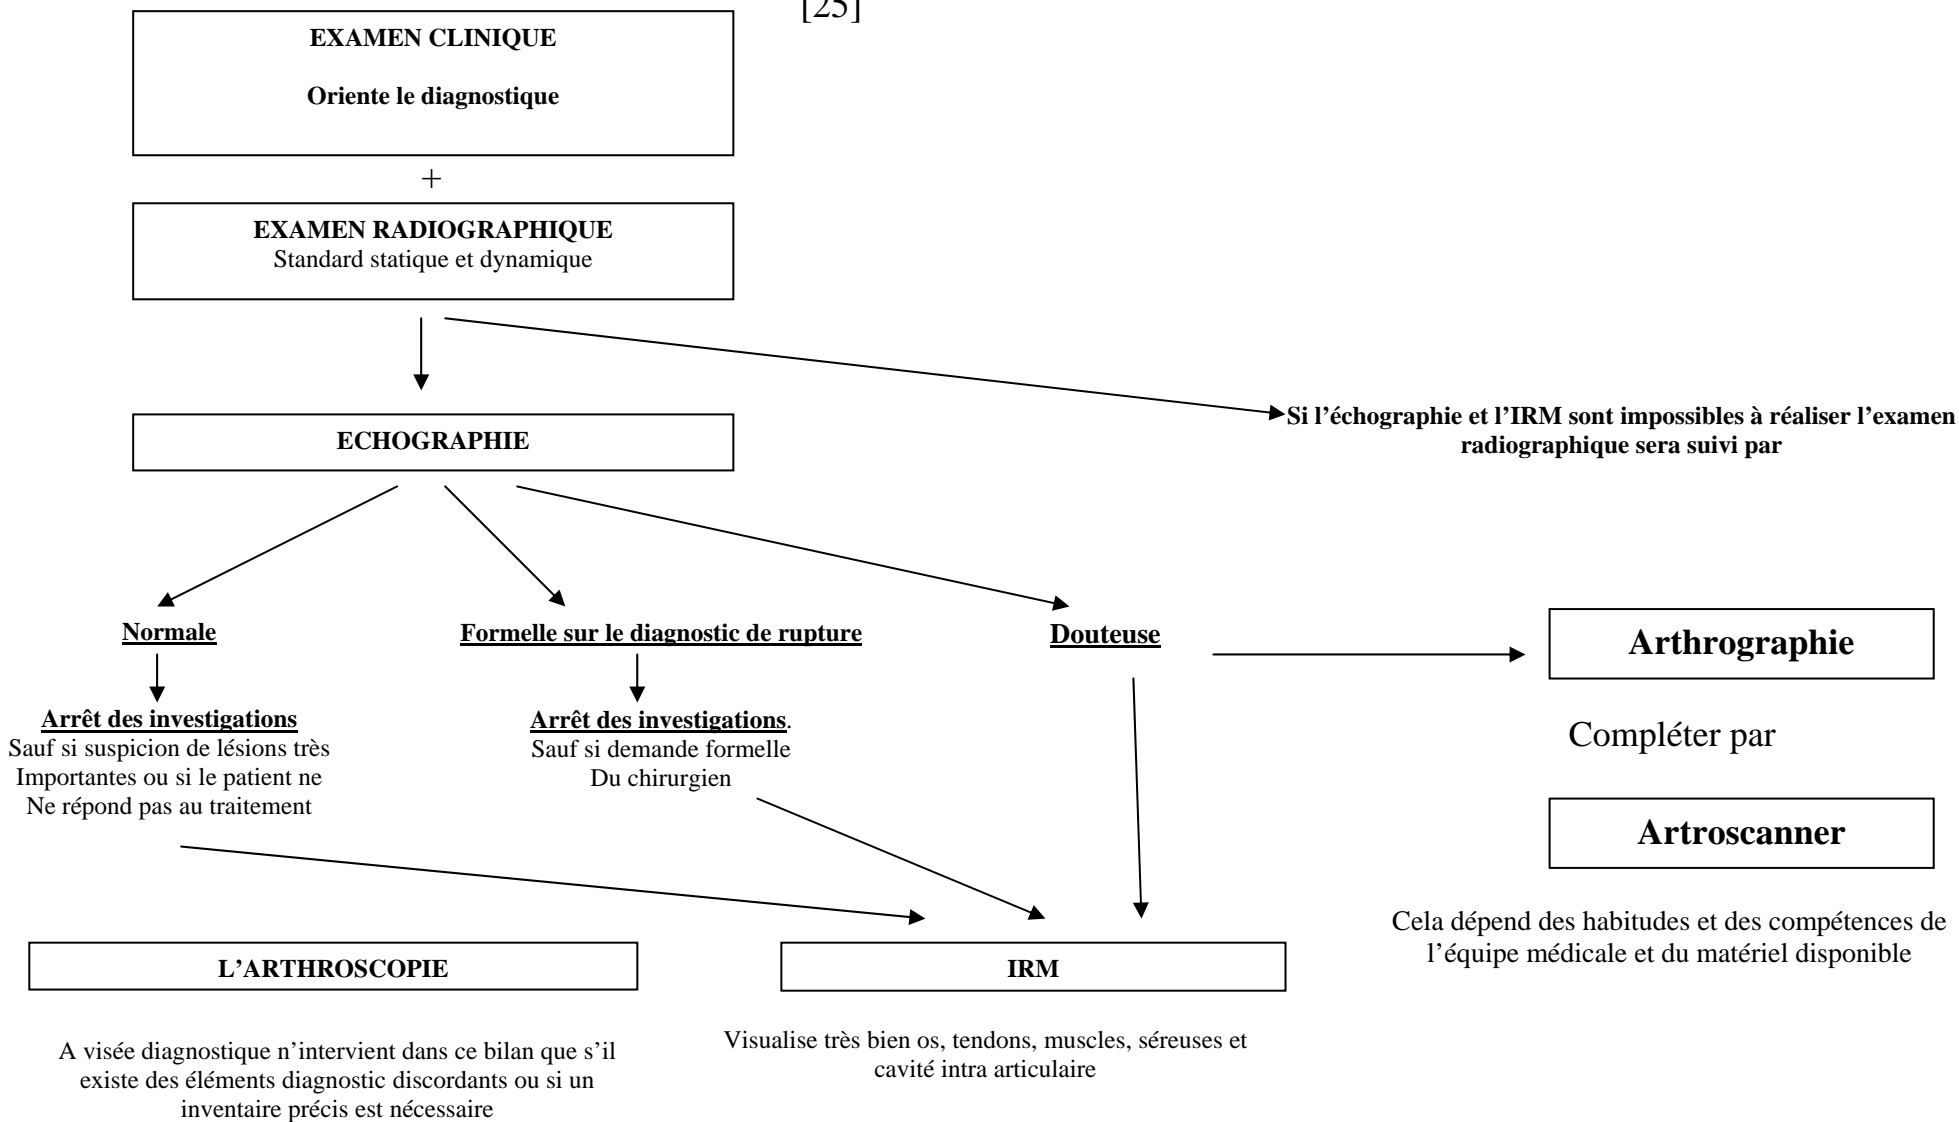 [25]
EXAMEN CLINIQUE
Oriente le diagnostique
+
EXAMEN RADIOGRAPHIQUE
Standard statique et dynamique
Si l’échographie et l’IRM sont impossibles à réaliser l’examen
radiographique sera suivi par
ECHOGRAPHIE
Normale
Arrêt des investigations
Sauf si suspicion de lésions très
Importantes ou si le patient ne
Ne répond pas au traitement
Formelle sur le diagnostic de rupture
Arrêt des investigations.
Sauf si demande formelle
Du chirurgien
Douteuse
Arthrographie
Compléter par
Artroscanner
Cela dépend des habitudes et des compétences de
l’équipe médicale et du matériel disponible
L’ARTHROSCOPIE
A visée diagnostique n’intervient dans ce bilan que s’il
existe des éléments diagnostic discordants ou si un
inventaire précis est nécessaire
IRM
Visualise très bien os, tendons, muscles, séreuses et
cavité intra articulaire